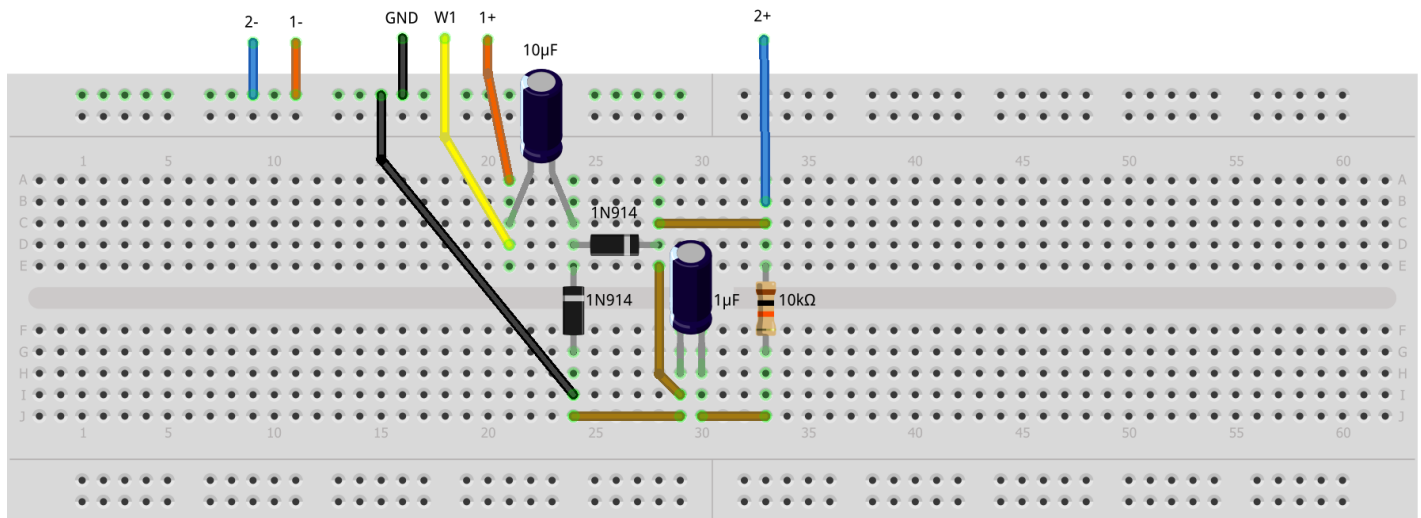 2- 1- GND W1 1+ 2+
10μF
1 5 10 15 20 25 30 35 40 45 50 55 60
A A
B B
1N914
C C
D D
E E
1N914 1μF 10kΩ
F F
G G
H H
I I
J J
1 5 10 15 20 25 30 35 40 45 50 55 60